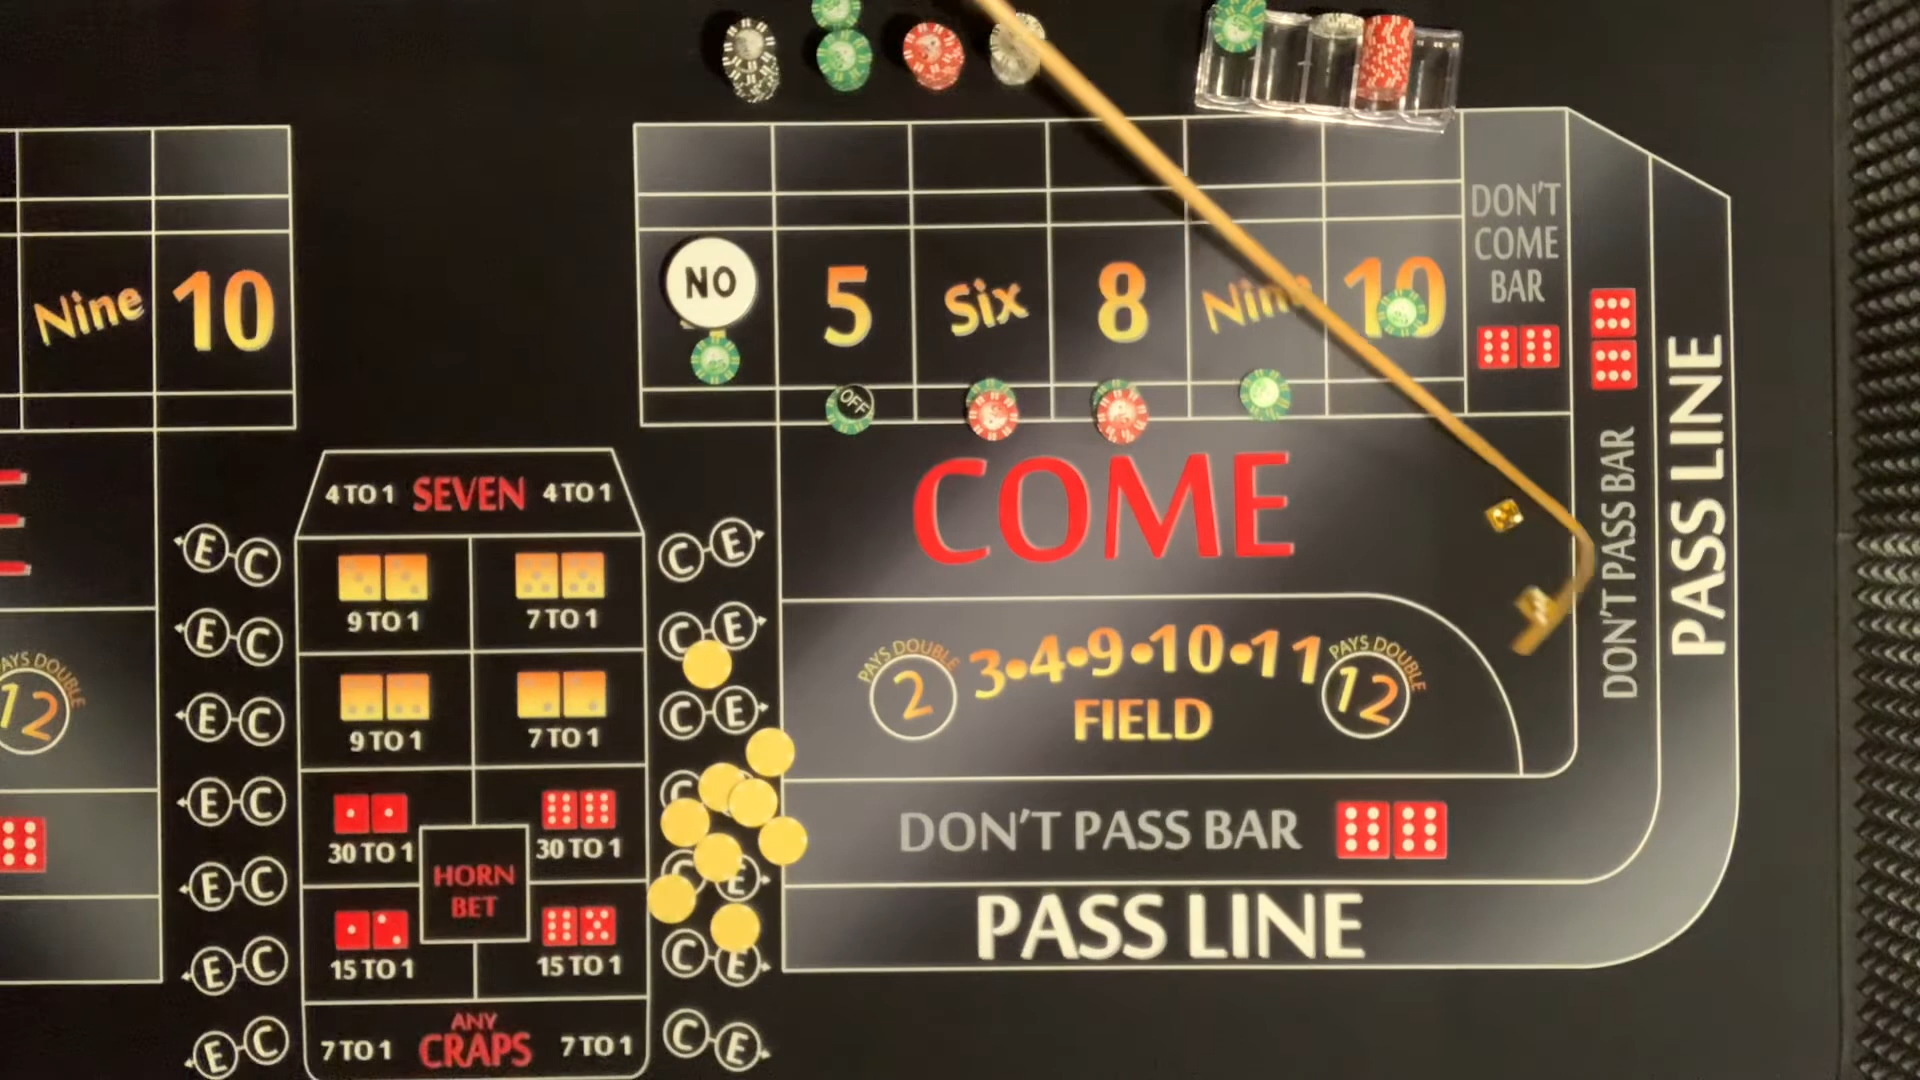 Nine 10
NO 5 Six 8 Nine 10
OFF
DON'T
COME
BAR
PASS LINE
DON'T PASS BAR
COME
4 TO 1 SEVEN 4 TO 1
9 TO 1 7 TO 1
9 TO 1 7 TO 1
30 TO 1 30 TO 1
HORN
BET
15 TO 1 15 TO 1
ANY
7 TO 1 CRAPS 7 TO 1
E C
E C
E C
E C
E C
E C
E C
C E
C E
C E
C
E
C E
C E
PAYS DOUBLE
12
PAYS DOUBLE
2 3•4•9•10•11 12
PAYS DOUBLE
FIELD
DON'T PASS BAR
PASS LINE